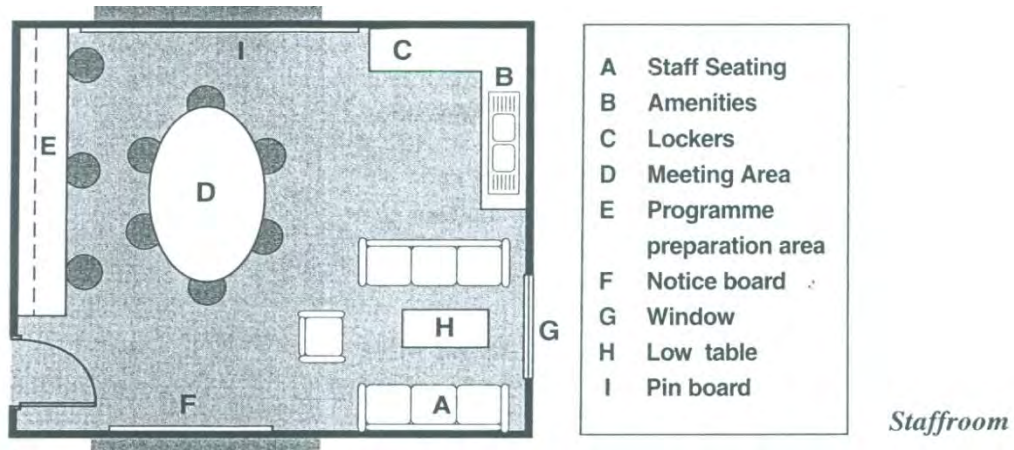 I
C
B
E
D
H
G
F
A
A Staff Seating
B Amenities
C Lockers
D Meeting Area
E Programme
preparation area
F Notice board
G Window
H Low table
I Pin board
Staffroom